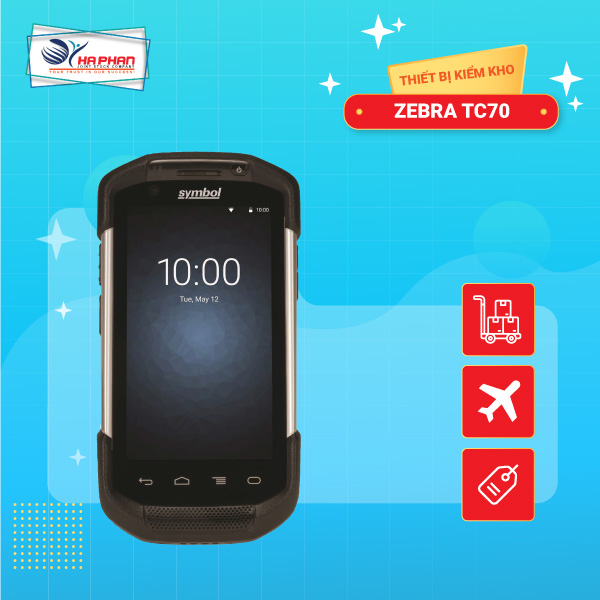 HA PHAN
JOINT STOCK COMPANY
YOUR TRUST IS OUR SUCCESS!
THIẾT BỊ KIỂM KHO
ZEBRA TC70
symbol
10:00
10:00
Tue, May 12